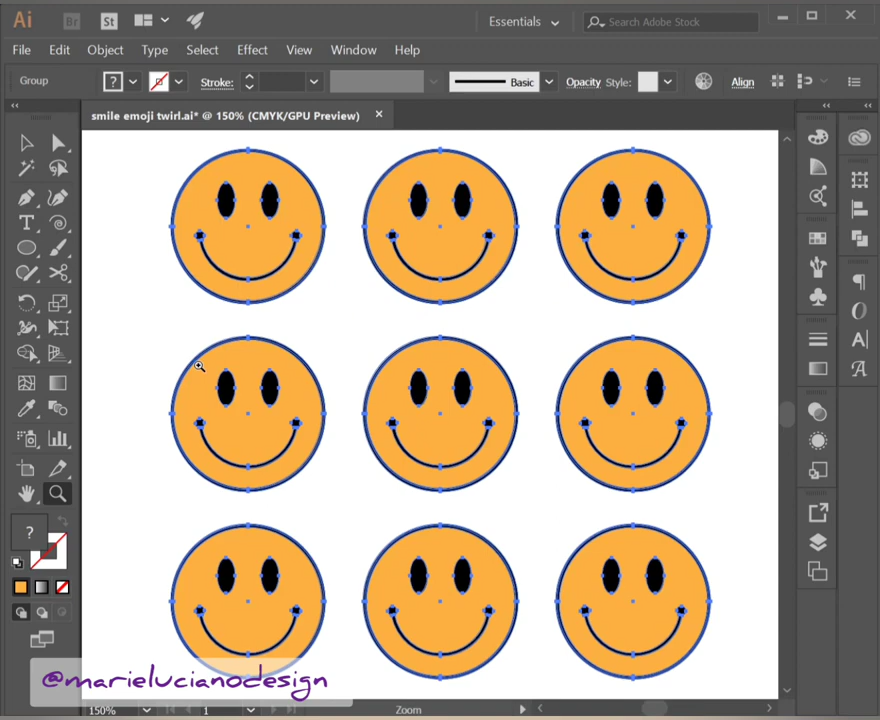 Ai Br St Essentials Search Adobe Stock
File Edit Object Type Select Effect View Window Help
Group ? Stroke: Basic Opacity Style: Align
smile emoji twirl.ai* @ 150% (CMYK/GPU Preview) ×
?
@marielucianodesign
150% 1 Zoom